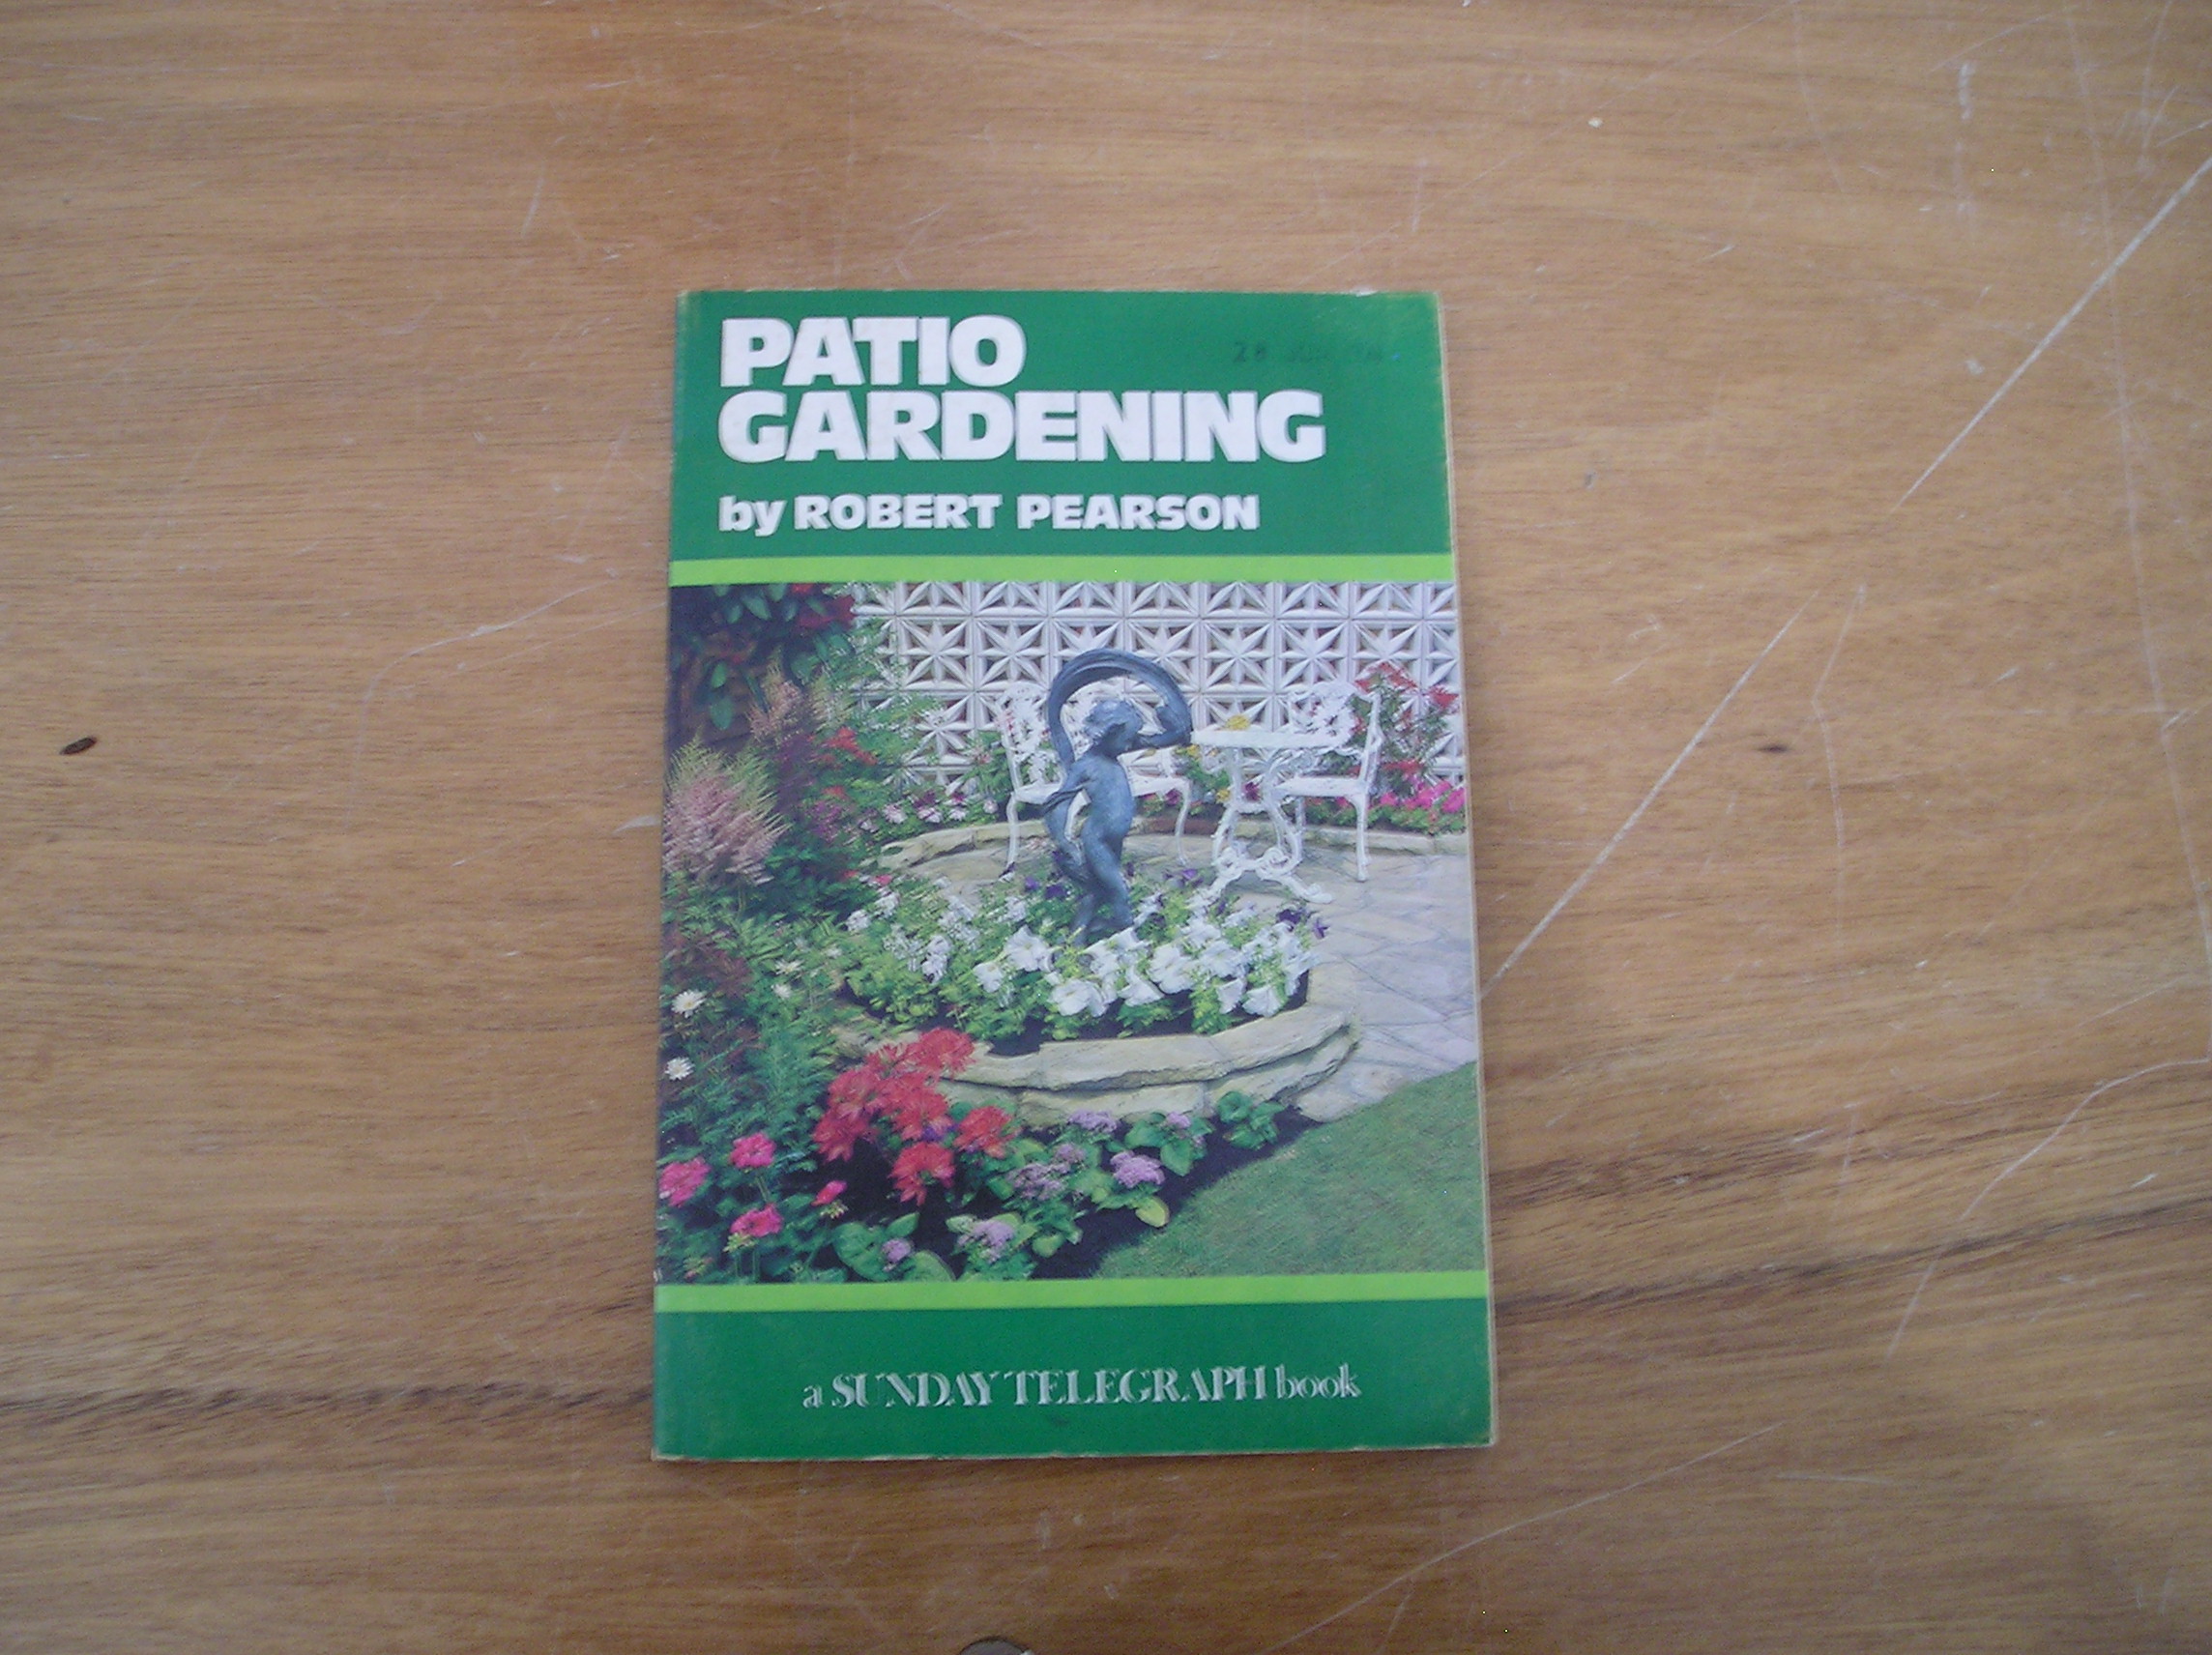 PATIO
GARDENING
by ROBERT PEARSON
a SUNDAY TELEGRAPH book